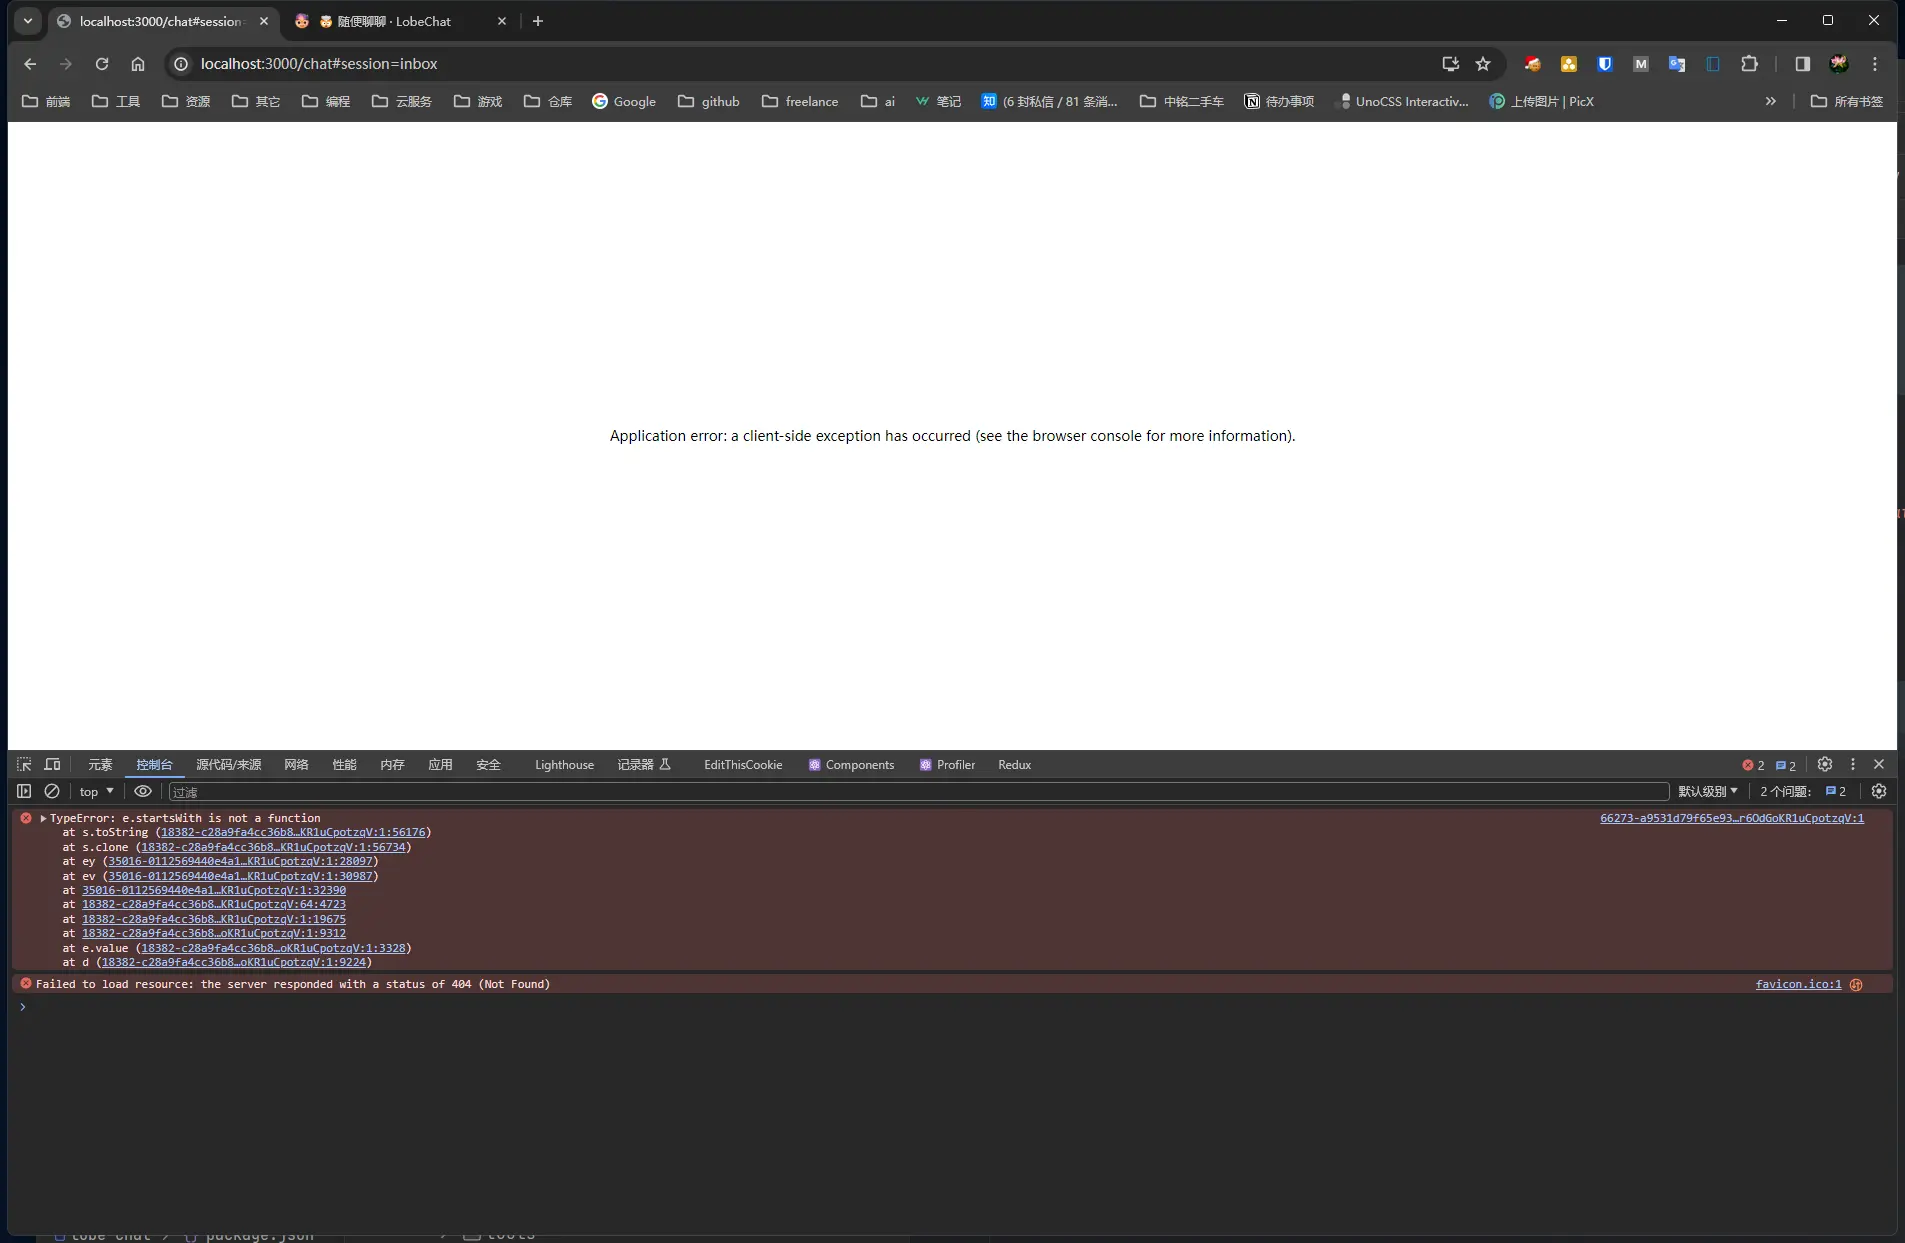 localhost:3000/chat#session=
随便聊聊 · LobeChat
localhost:3000/chat#session=inbox
前端 工具 资源 其它 编程 云服务 游戏 仓库 Google github freelance ai 笔记 知 (6 封私信 / 81 条消... 中铭二手车 待办事项 UnoCSS Interactiv... 上传图片 | PicX » 所有书签
Application error: a client-side exception has occurred (see the browser console for more information).
元素 控制台 源代码/来源 网络 性能 内存 应用 安全 Lighthouse 记录器 EditThisCookie Components Profiler Redux 2 2
top 过滤 默认级别 2 个问题: 2
TypeError: e.startsWith is not a function 66273-a9531d79f65e93…r6OdGoKR1uCpotzqV:1
at s.toString (18382-c28a9fa4cc36b8…KR1uCpotzqV:1:56176)
at s.clone (18382-c28a9fa4cc36b8…KR1uCpotzqV:1:56734)
at ey (35016-0112569440e4a1…KR1uCpotzqV:1:28097)
at ev (35016-0112569440e4a1…KR1uCpotzqV:1:30987)
at 35016-0112569440e4a1…KR1uCpotzqV:1:32390
at 18382-c28a9fa4cc36b8…KR1uCpotzqV:64:4723
at 18382-c28a9fa4cc36b8…KR1uCpotzqV:1:19675
at 18382-c28a9fa4cc36b8…oKR1uCpotzqV:1:9312
at e.value (18382-c28a9fa4cc36b8…oKR1uCpotzqV:1:3328)
at d (18382-c28a9fa4cc36b8…oKR1uCpotzqV:1:9224)
Failed to load resource: the server responded with a status of 404 (Not Found) favicon.ico:1